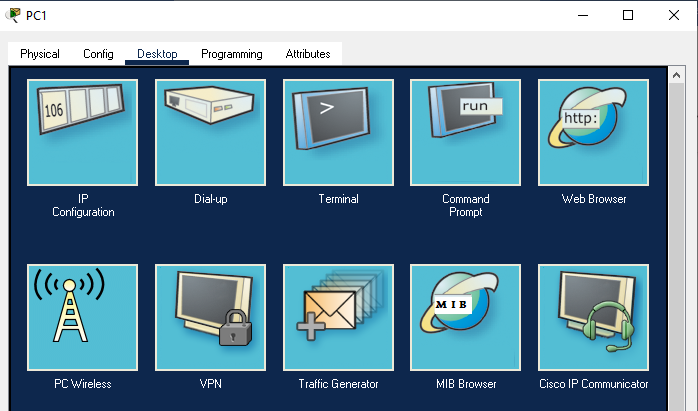 PC1
Physical Config Desktop Programming Attributes
106
>
run
http:
IP
Configuration
Dial-up
Terminal
Command
Prompt
Web Browser
MIB
PC Wireless
VPN
Traffic Generator
MIB Browser
Cisco IP Communicator